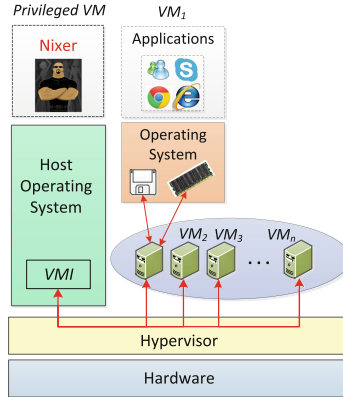 Privileged VM
VM1
Nixer
Applications
Host
Operating
System
Operating
System
VMI
VM2
VM3
VMn
...
Hypervisor
Hardware